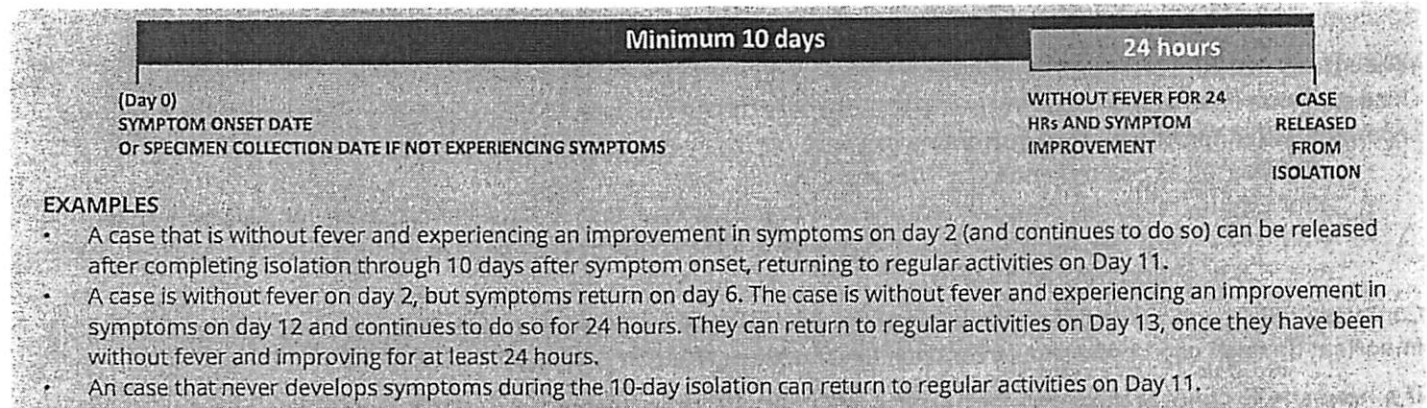 Minimum 10 days
24 hours
(Day 0)
SYMPTOM ONSET DATE
Or SPECIMEN COLLECTION DATE IF NOT EXPERIENCING SYMPTOMS
WITHOUT FEVER FOR 24
HRs AND SYMPTOM
IMPROVEMENT
CASE
RELEASED
FROM
ISOLATION
EXAMPLES
• A case that is without fever and experiencing an improvement in symptoms on day 2 (and continues to do so) can be released
after completing isolation through 10 days after symptom onset, returning to regular activities on Day 11.
• A case is without fever on day 2, but symptoms return on day 6. The case is without fever and experiencing an improvement in
symptoms on day 12 and continues to do so for 24 hours. They can return to regular activities on Day 13, once they have been
without fever and improving for at least 24 hours.
• An case that never develops symptoms during the 10-day isolation can return to regular activities on Day 11.